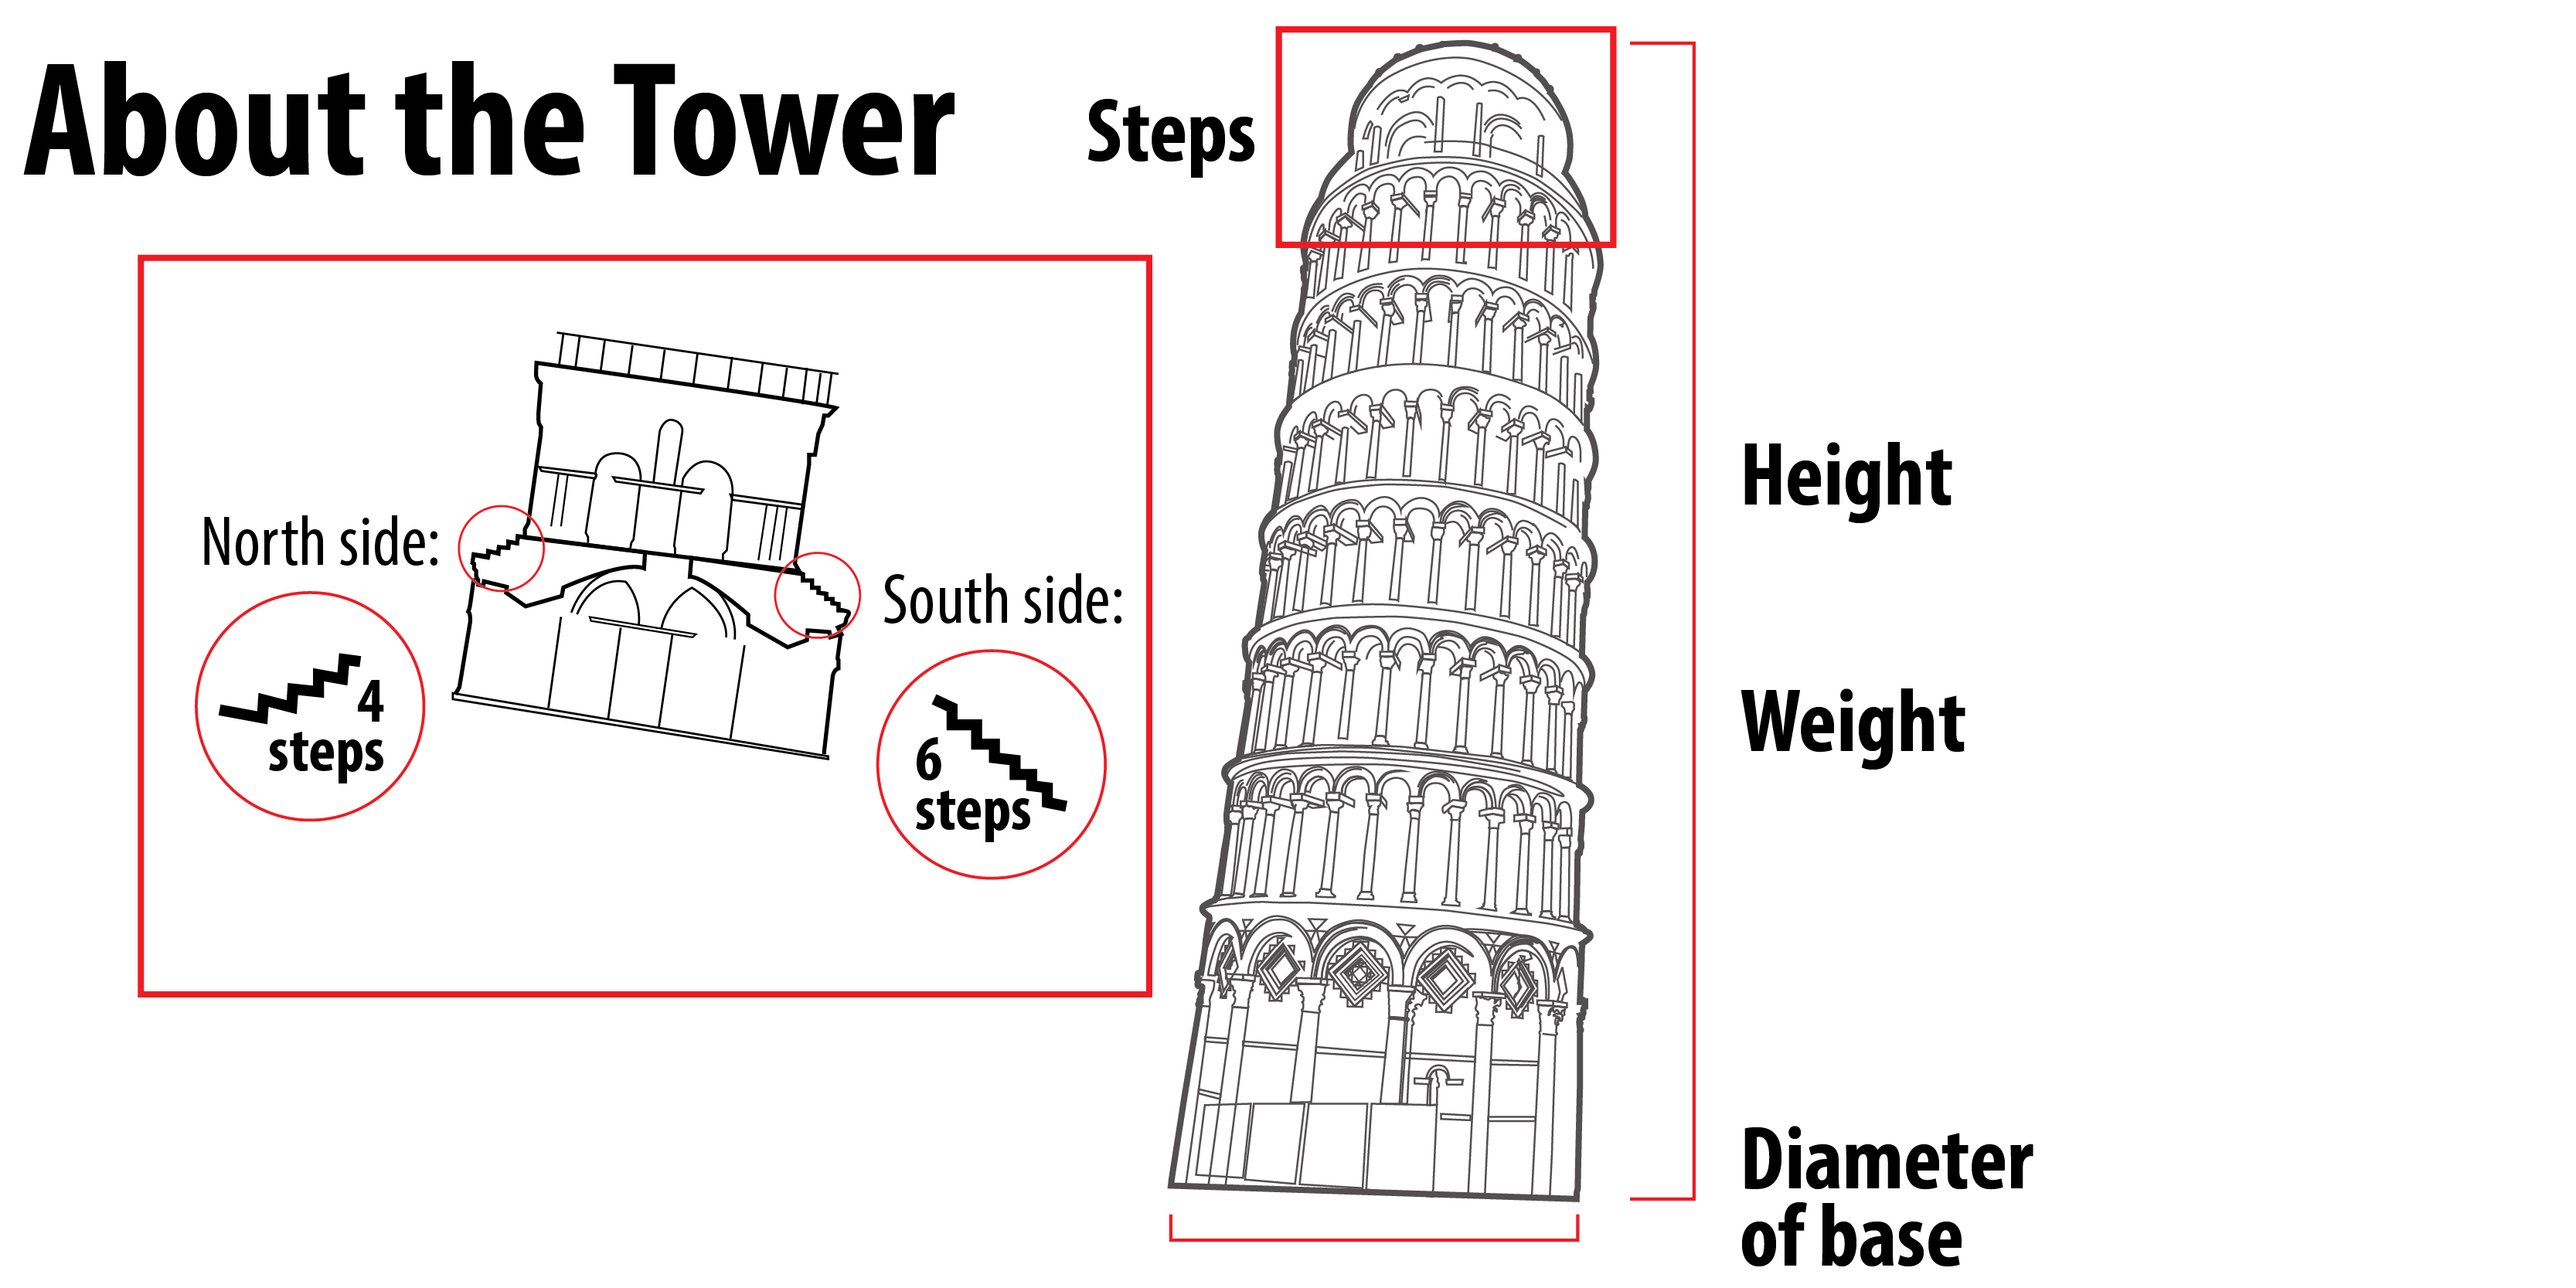 About the Tower
Steps
North side:
4
steps
South side:
6
steps
Height
Weight
Diameter
of base